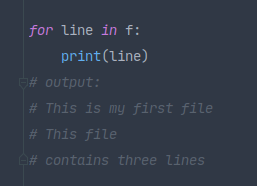 for line in f:
    print(line)
# output:
# This is my first file
# This file
# contains three lines